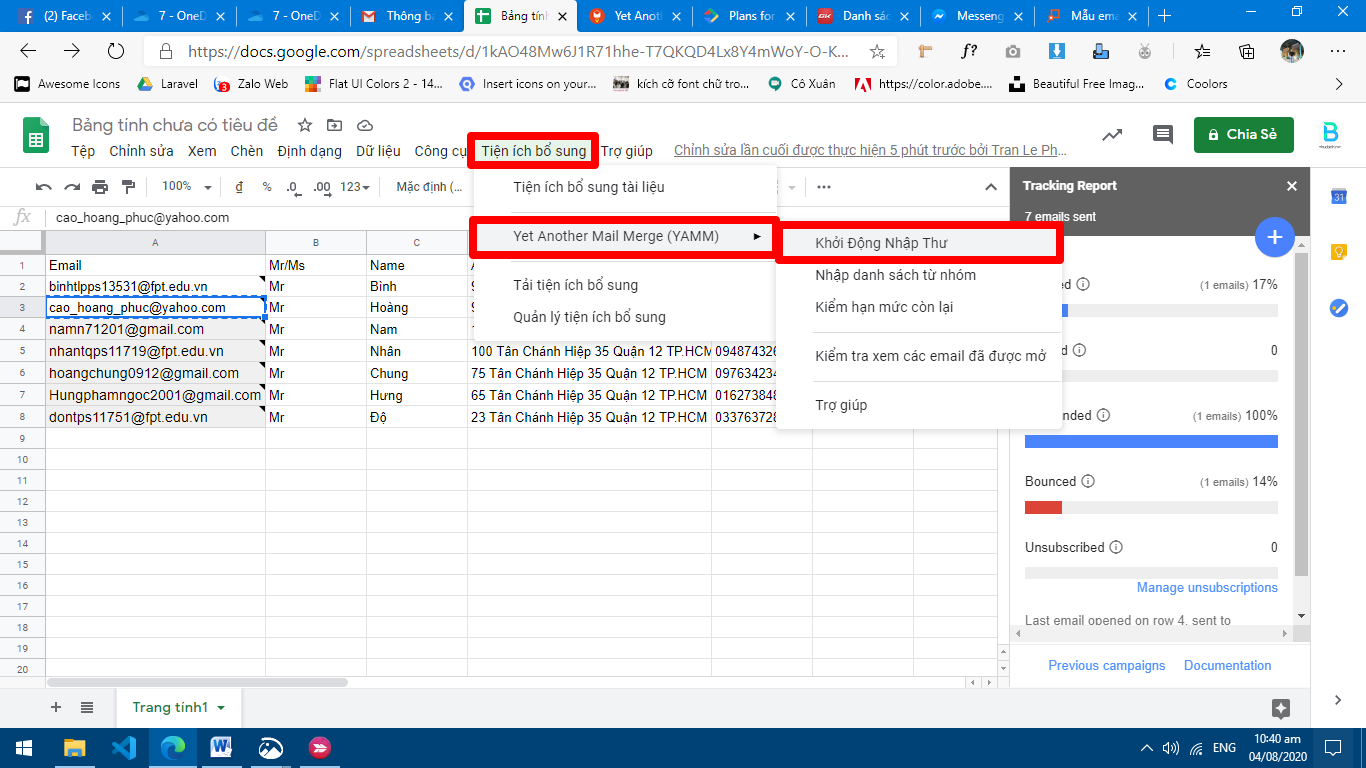 (2) Faceb
7 - OneD
7 - OneD
Thông bá
Bảng tính
Yet Anot
Plans for
Danh sác
Messeng
Mẫu ema
https://docs.google.com/spreadsheets/d/1kAO48Mw6J1R71hhe-T7QKQD4Lx8Y4mWoY-O-K...
Awesome Icons
Laravel
Zalo Web
Flat UI Colors 2 - 14...
Insert icons on your...
kích cỡ font chữ tro...
Cô Xuân
https://color.adobe....
Beautiful Free Imag...
Coolors
Bảng tính chưa có tiêu đề
Chia Sẻ
Tệp Chỉnh sửa Xem Chèn Định dạng Dữ liệu Công cụ Tiện ích bổ sung Trợ giúp
Chỉnh sửa lần cuối được thực hiện 5 phút trước bởi Tran Le Ph...
100% đ % .0 .00 123 Mặc định (...
fx cao_hoang_phuc@yahoo.com
Tiện ích bổ sung tài liệu
Yet Another Mail Merge (YAMM)
Tải tiện ích bổ sung
Quản lý tiện ích bổ sung
Khởi Động Nhập Thư
Nhập danh sách từ nhóm
Kiểm hạn mức còn lại
Kiểm tra xem các email đã được mở
Trợ giúp
A B C
1 Email Mr/Ms Name
2 binhtlpps13531@fpt.edu.vn Mr Bình
3 cao_hoang_phuc@yahoo.com Mr Hoàng
4 namn71201@gmail.com Mr Nam
5 nhantqps11719@fpt.edu.vn Mr Nhân 100 Tân Chánh Hiệp 35 Quận 12 TP.HCM 094874326
6 hoangchung0912@gmail.com Mr Chung 75 Tân Chánh Hiệp 35 Quận 12 TP.HCM 097634234
7 Hungphamngoc2001@gmail.com Mr Hưng 65 Tân Chánh Hiệp 35 Quận 12 TP.HCM 016273848
8 dontps11751@fpt.edu.vn Mr Độ 23 Tân Chánh Hiệp 35 Quận 12 TP.HCM 033763728
9
10
11
12
13
14
15
16
17
18
19
20
Tracking Report
7 emails sent
(1 emails) 17%
0
(1 emails) 100%
Bounced (1 emails) 14%
Unsubscribed 0
Manage unsubscriptions
Last email opened on row 4, sent to
Previous campaigns Documentation
Trang tính1
ENG
10:40 am
04/08/2020